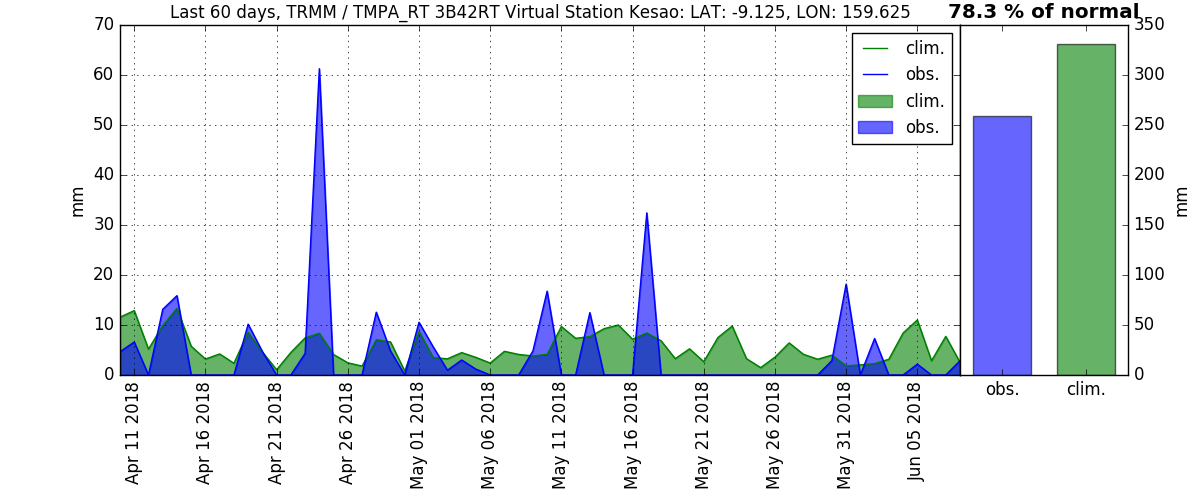 Last 60 days, TRMM / TMPA_RT 3B42RT Virtual Station Kesao: LAT: -9.125, LON: 159.625
78.3 % of normal
70
60
50
40
30
20
10
0
mm
clim.
obs.
clim.
obs.
350
300
250
200
150
100
50
0
mm
obs.
clim.
Apr 11 2018
Apr 16 2018
Apr 21 2018
Apr 26 2018
May 01 2018
May 06 2018
May 11 2018
May 16 2018
May 21 2018
May 26 2018
May 31 2018
Jun 05 2018